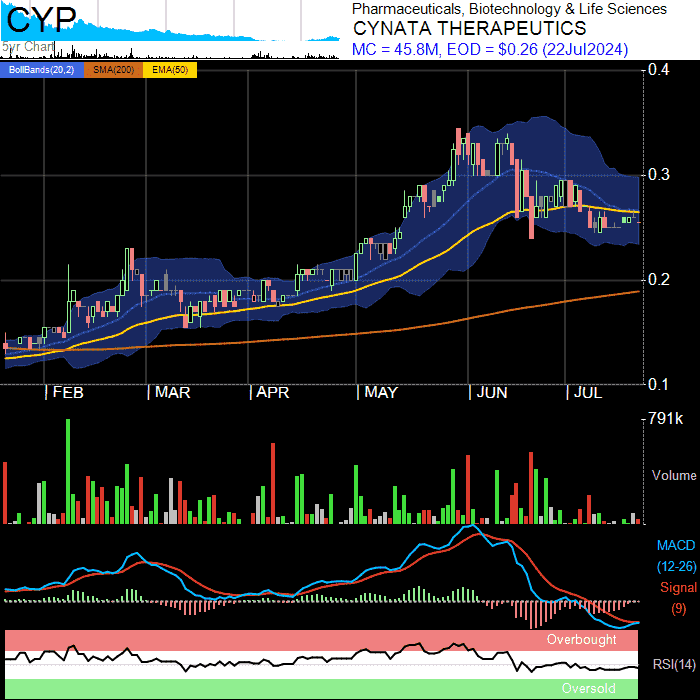 CYP
5yr Chart
Pharmaceuticals, Biotechnology & Life Sciences
CYNATA THERAPEUTICS
MC = 45.8M, EOD = $0.26 (22Jul2024)
BollBands(20,2) SMA(200) EMA(50)
0.4
0.3
0.2
0.1
FEB MAR APR MAY JUN JUL
791k
Volume
MACD
(12-26)
Signal
(9)
Overbought
RSI(14)
Oversold